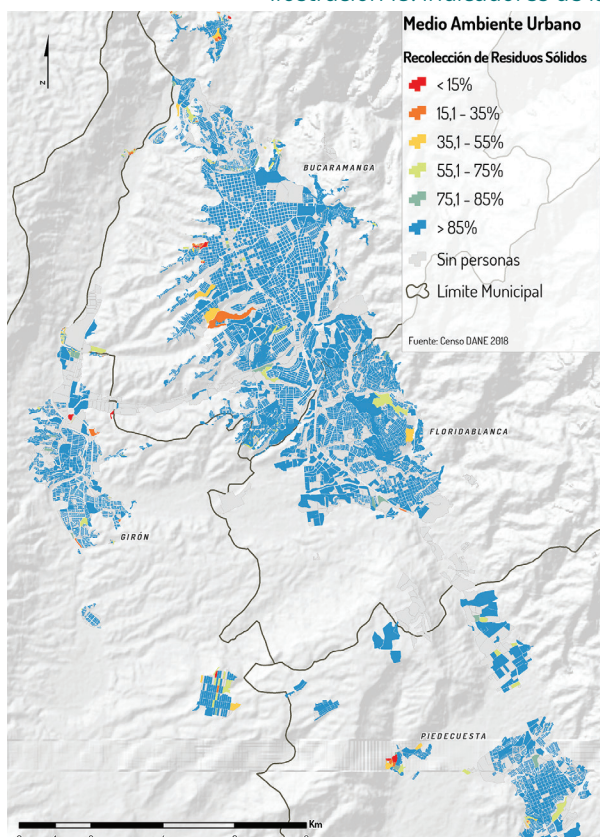 Medio Ambiente Urbano
Recolección de Residuos Sólidos
< 15%
15,1 - 35%
35,1 - 55%
55,1 - 75%
75,1 - 85%
> 85%
Sin personas
Límite Municipal
Fuente: Censo DANE 2018
N
BUCARAMANGA
FLORIDABLANCA
GIRÓN
PIEDECUESTA
Km